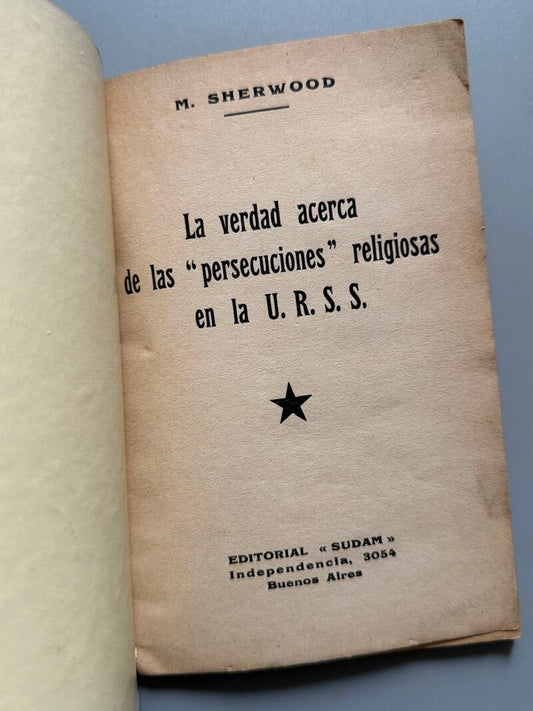 M. SHERWOOD
La verdad acerca
de las "persecuciones" religiosas
en la U. R. S. S.
EDITORIAL « SUDAM »
Independencia, 3054
Buenos Aires